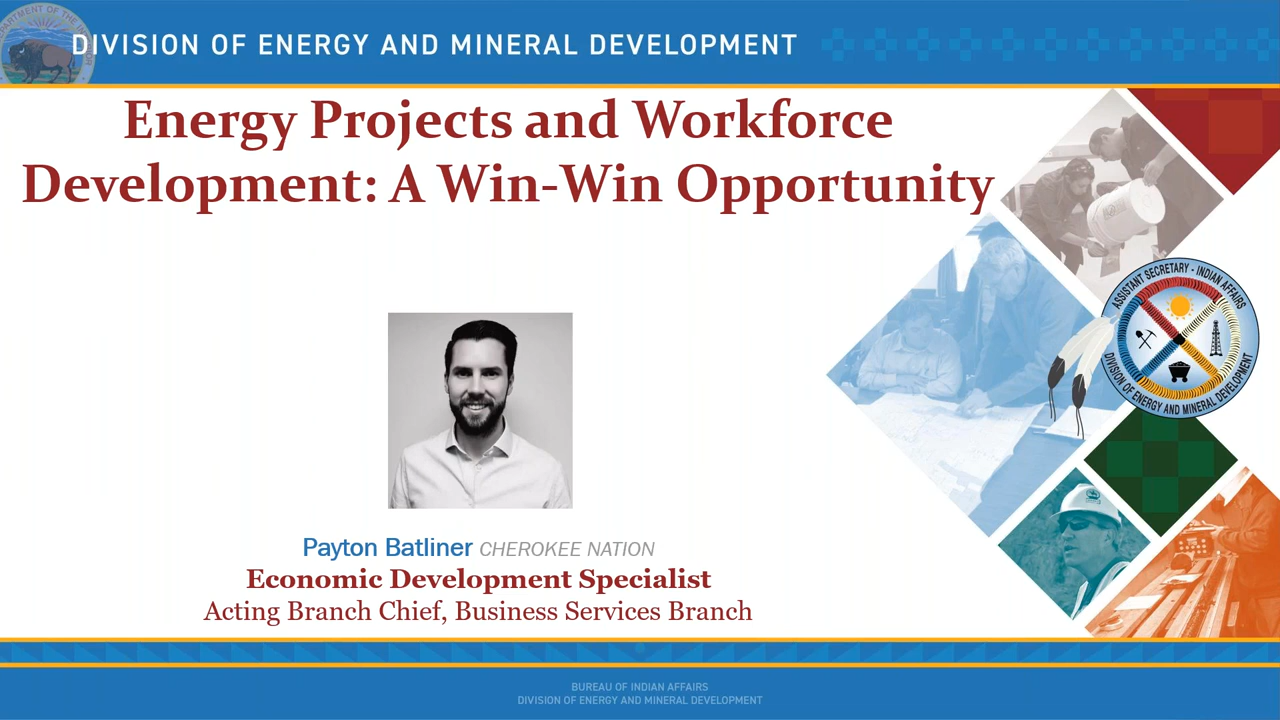 DIVISION OF ENERGY AND MINERAL DEVELOPMENT
Energy Projects and Workforce
Development: A Win-Win Opportunity
ASSISTANT SECRETARY - INDIAN AFFAIRS
DIVISION OF ENERGY AND MINERAL DEVELOPMENT
Payton Batliner CHEROKEE NATION
Economic Development Specialist
Acting Branch Chief, Business Services Branch
BUREAU OF INDIAN AFFAIRS
DIVISION OF ENERGY AND MINERAL DEVELOPMENT